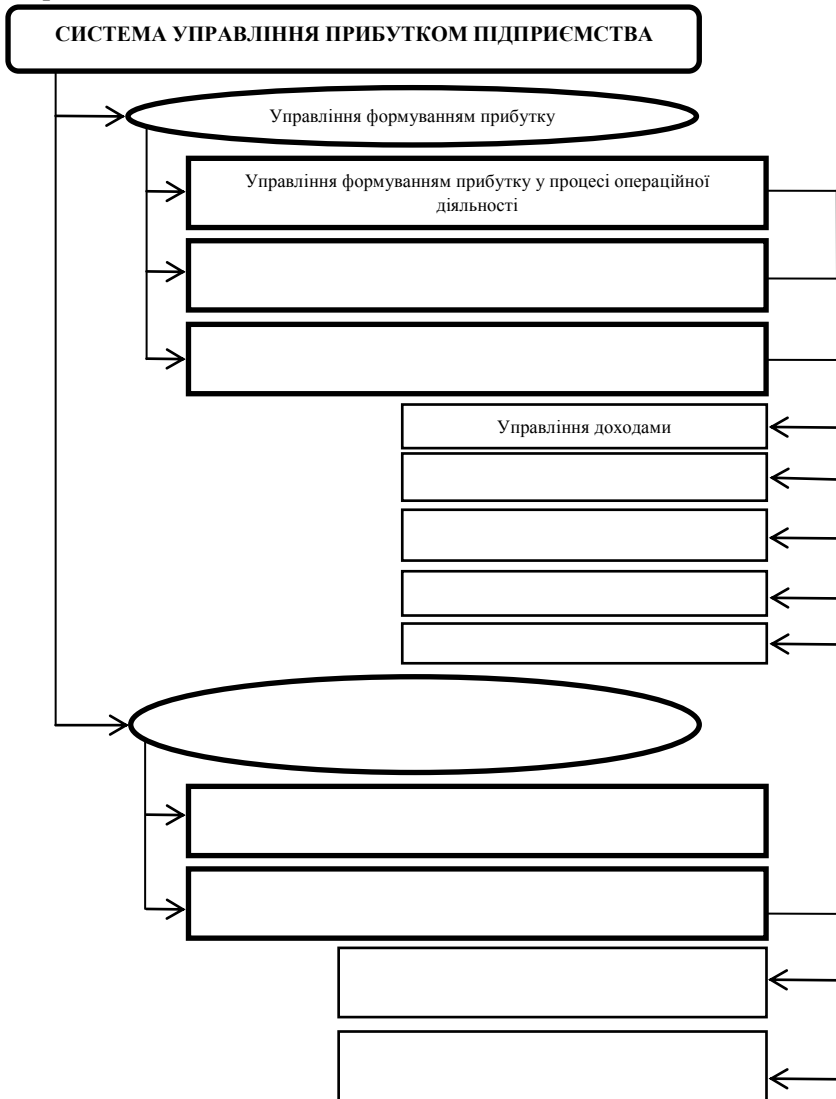 СИСТЕМА УПРАВЛІННЯ ПРИБУТКОМ ПІДПРИЄМСТВА
Управління формуванням прибутку
Управління формуванням прибутку у процесі операційної
діяльності
Управління доходами